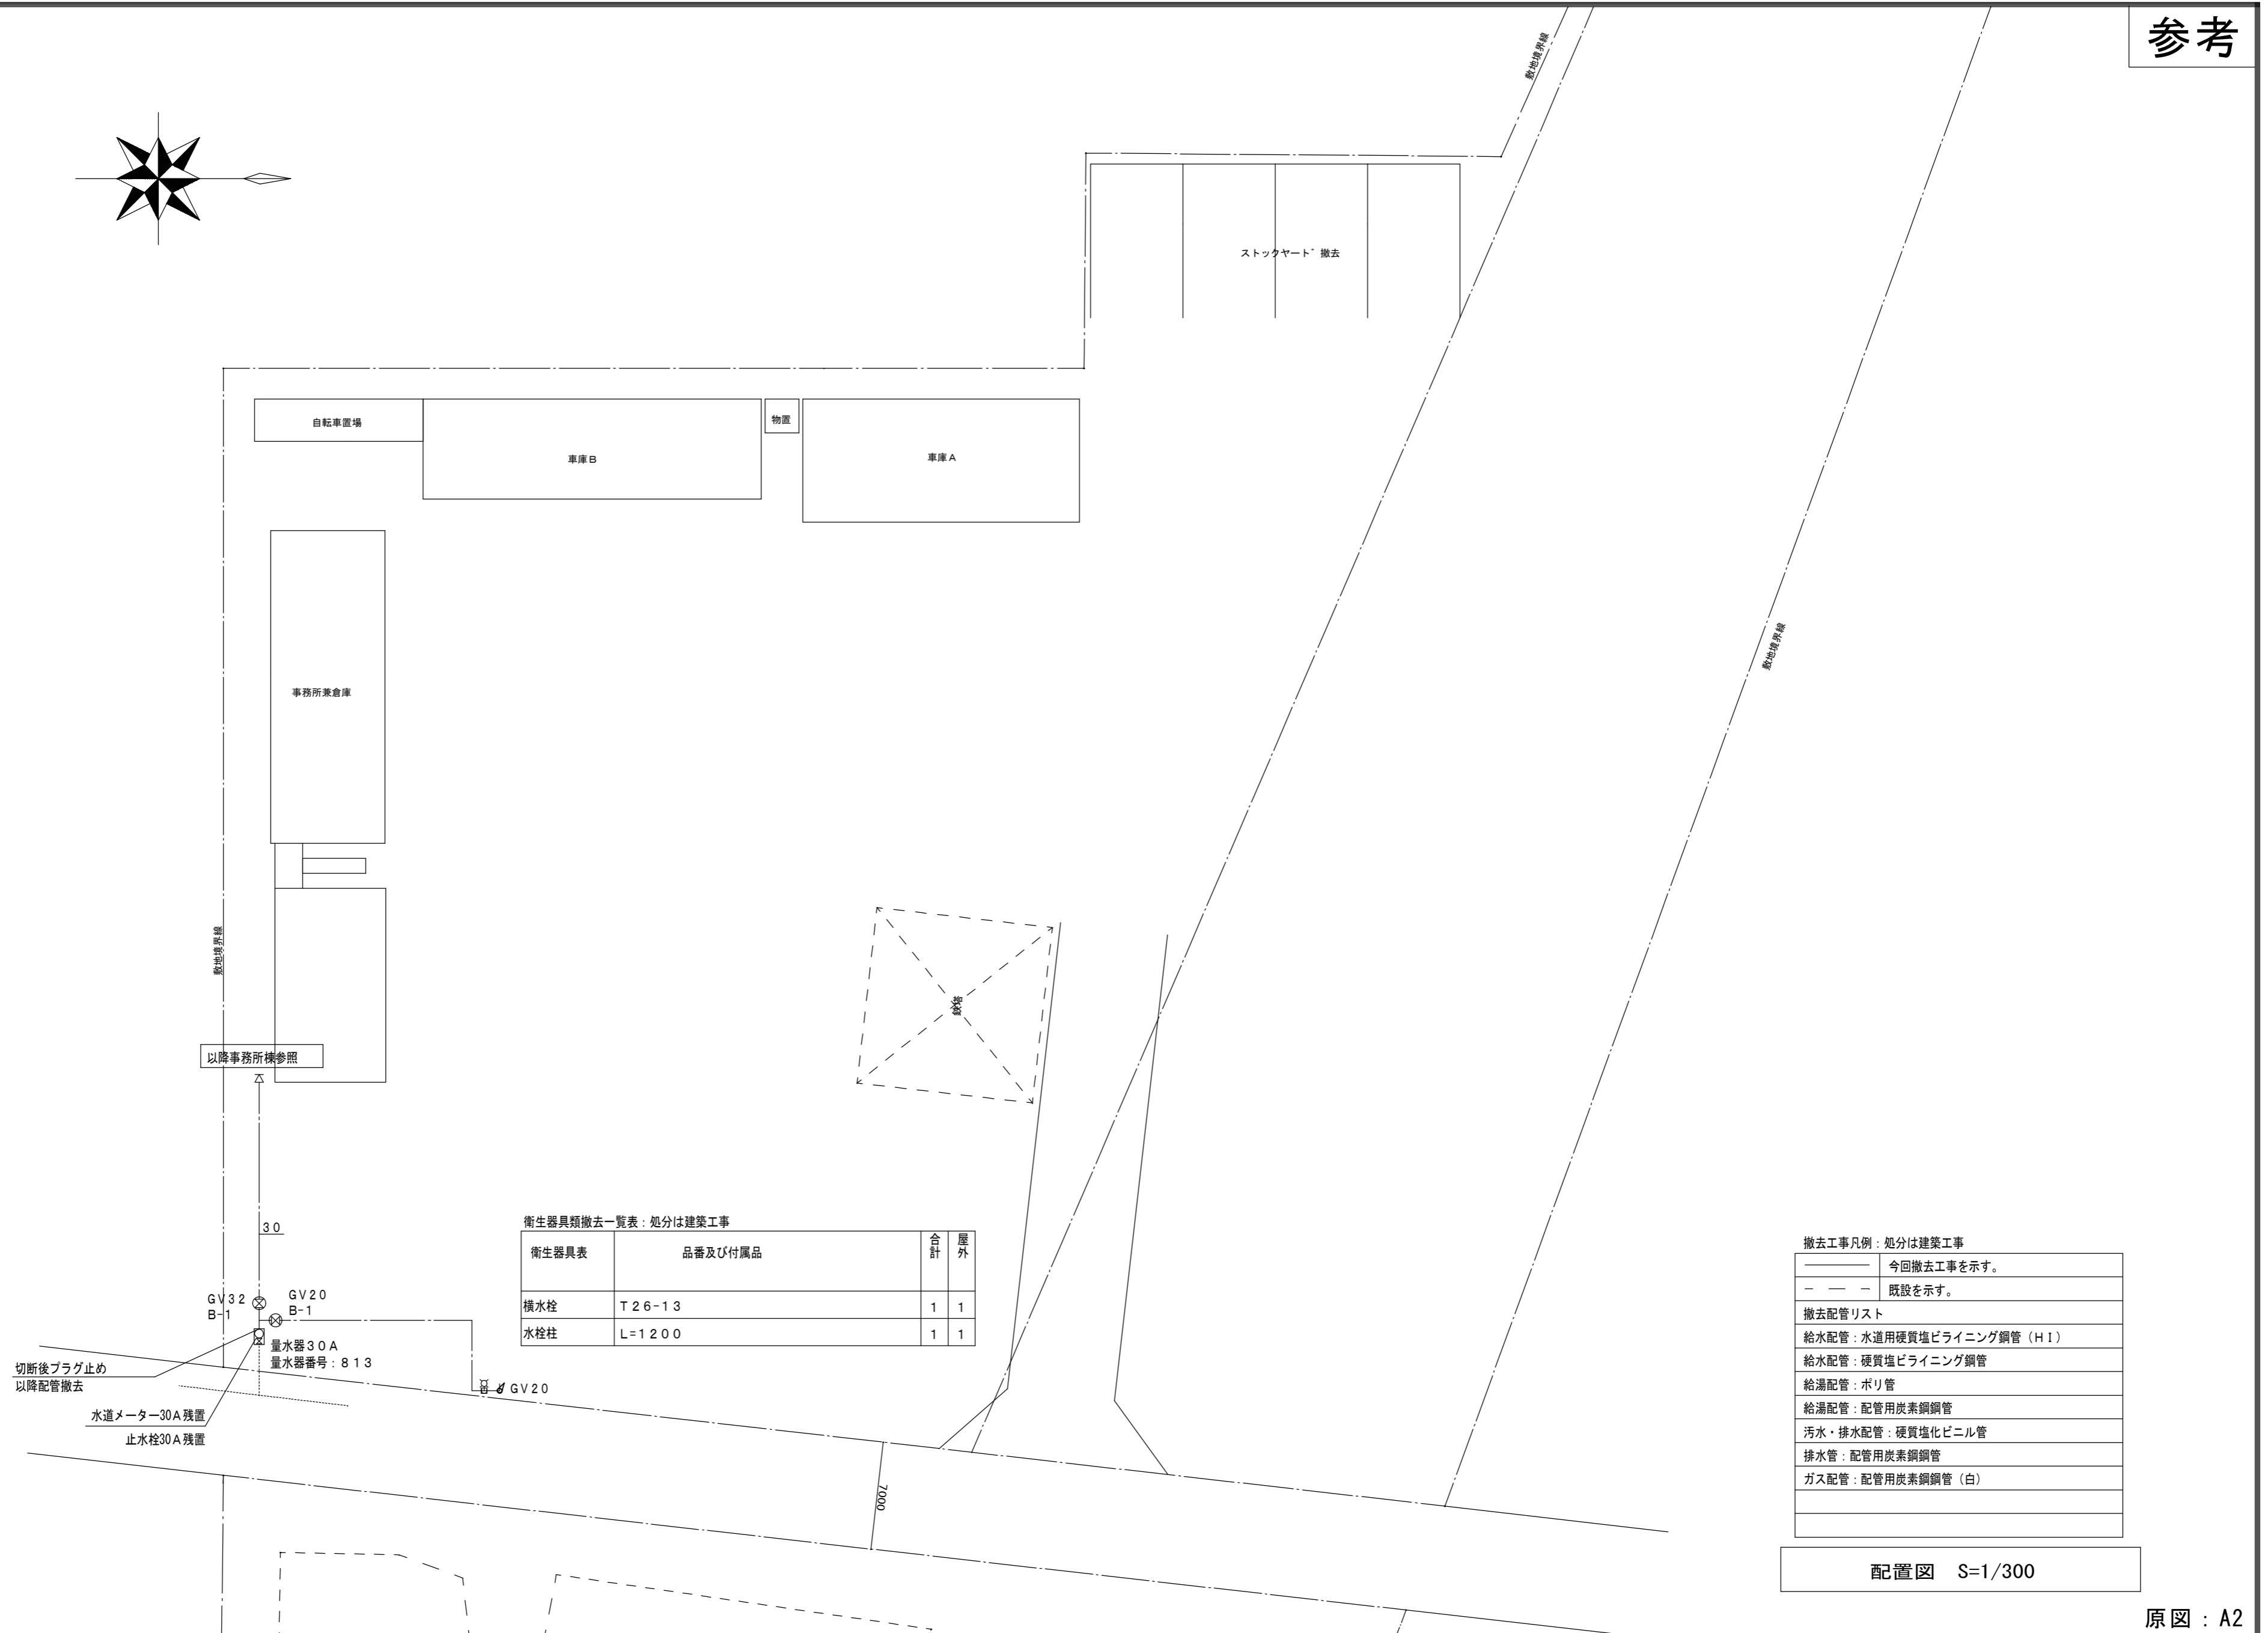 参考
敷地境界線
ストックヤード 撤去
自転車置場
車庫B
物置
車庫A
事務所兼倉庫
敷地境界線
敷地境界線
鉄塔
以降事務所棟参照
30
GV32
B-1
GV20
B-1
量水器30A
量水器番号:813
切断後プラグ止め
以降配管撤去
水道メーター30A残置
止水栓30A残置
GV20
7000
衛生器具類撤去一覧表:処分は建築工事
衛生器具表 品番及び付属品 合計 屋外
横水栓 T26-13 1 1
水栓柱 L=1200 1 1
撤去工事凡例:処分は建築工事
今回撤去工事を示す。
既設を示す。
撤去配管リスト
給水配管:水道用硬質塩ビライニング鋼管(HI)
給水配管:硬質塩ビライニング鋼管
給湯配管:ポリ管
給湯配管:配管用炭素鋼鋼管
汚水・排水配管:硬質塩化ビニル管
排水管:配管用炭素鋼鋼管
ガス配管:配管用炭素鋼鋼管(白)
配置図 S=1/300
原図:A2